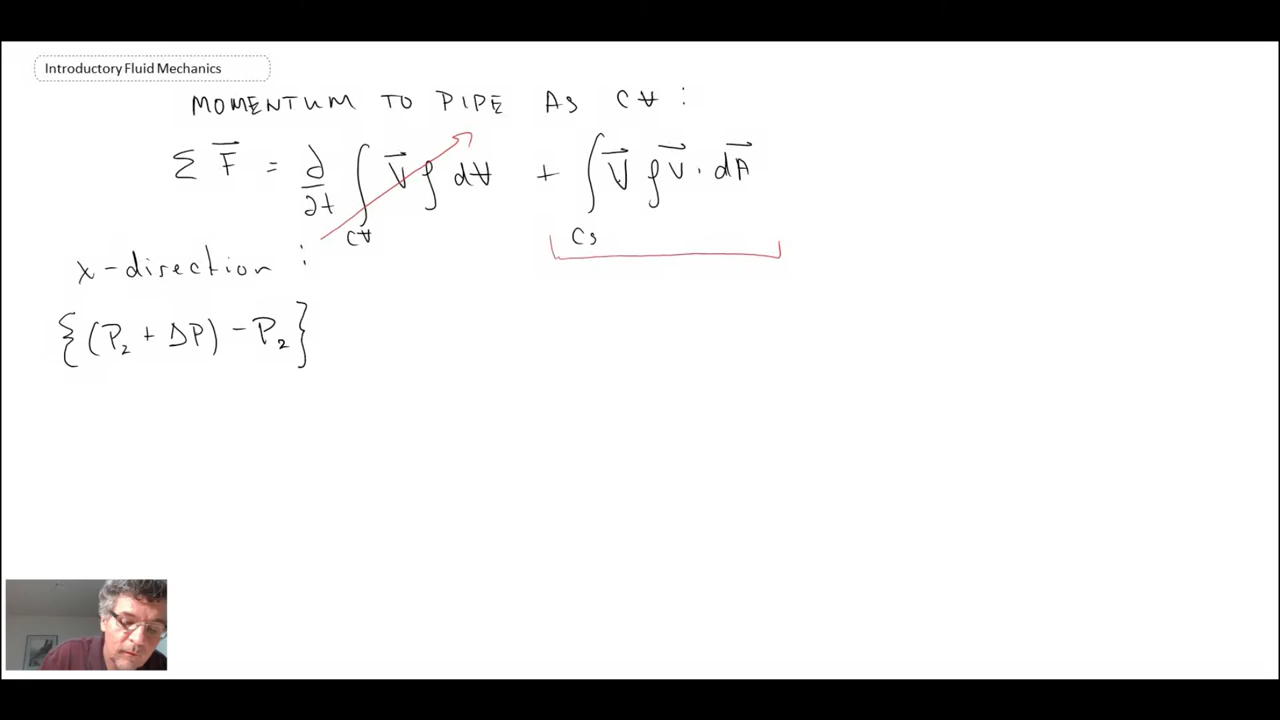 Introductory Fluid Mechanics
MOMENTUM TO PIPE AS C∀ :
Σ F⃗ = ∂/∂t ∫ V⃗ ρ d∀ + ∫ V⃗ ρ V⃗ · dA⃗
C∀ CS
x-direction :
{(P₂ + ΔP) - P₂}